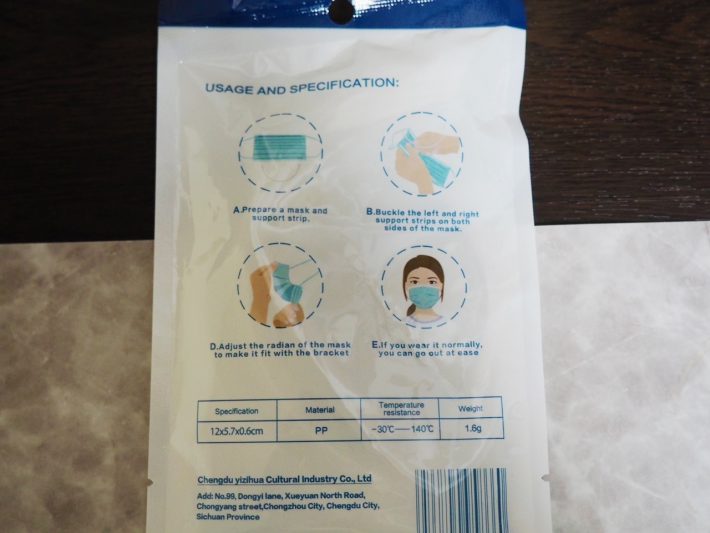 USAGE AND SPECIFICATION:
A.Prepare a mask and
support strip.
B.Buckle the left and right
support strips on both
sides of the mask.
D.Adjust the radian of the mask
to make it fit with the bracket
E.If you wear it normally,
you can go out at ease
Specification Material Temperature resistance Weight
12x5.7x0.6cm PP -30℃——140℃ 1.6g
Chengdu yizihua Cultural Industry Co., Ltd
Add: No.99, Dongyi lane, Xueyuan North Road,
Chongyang street,Chongzhou City, Chengdu City,
Sichuan Province